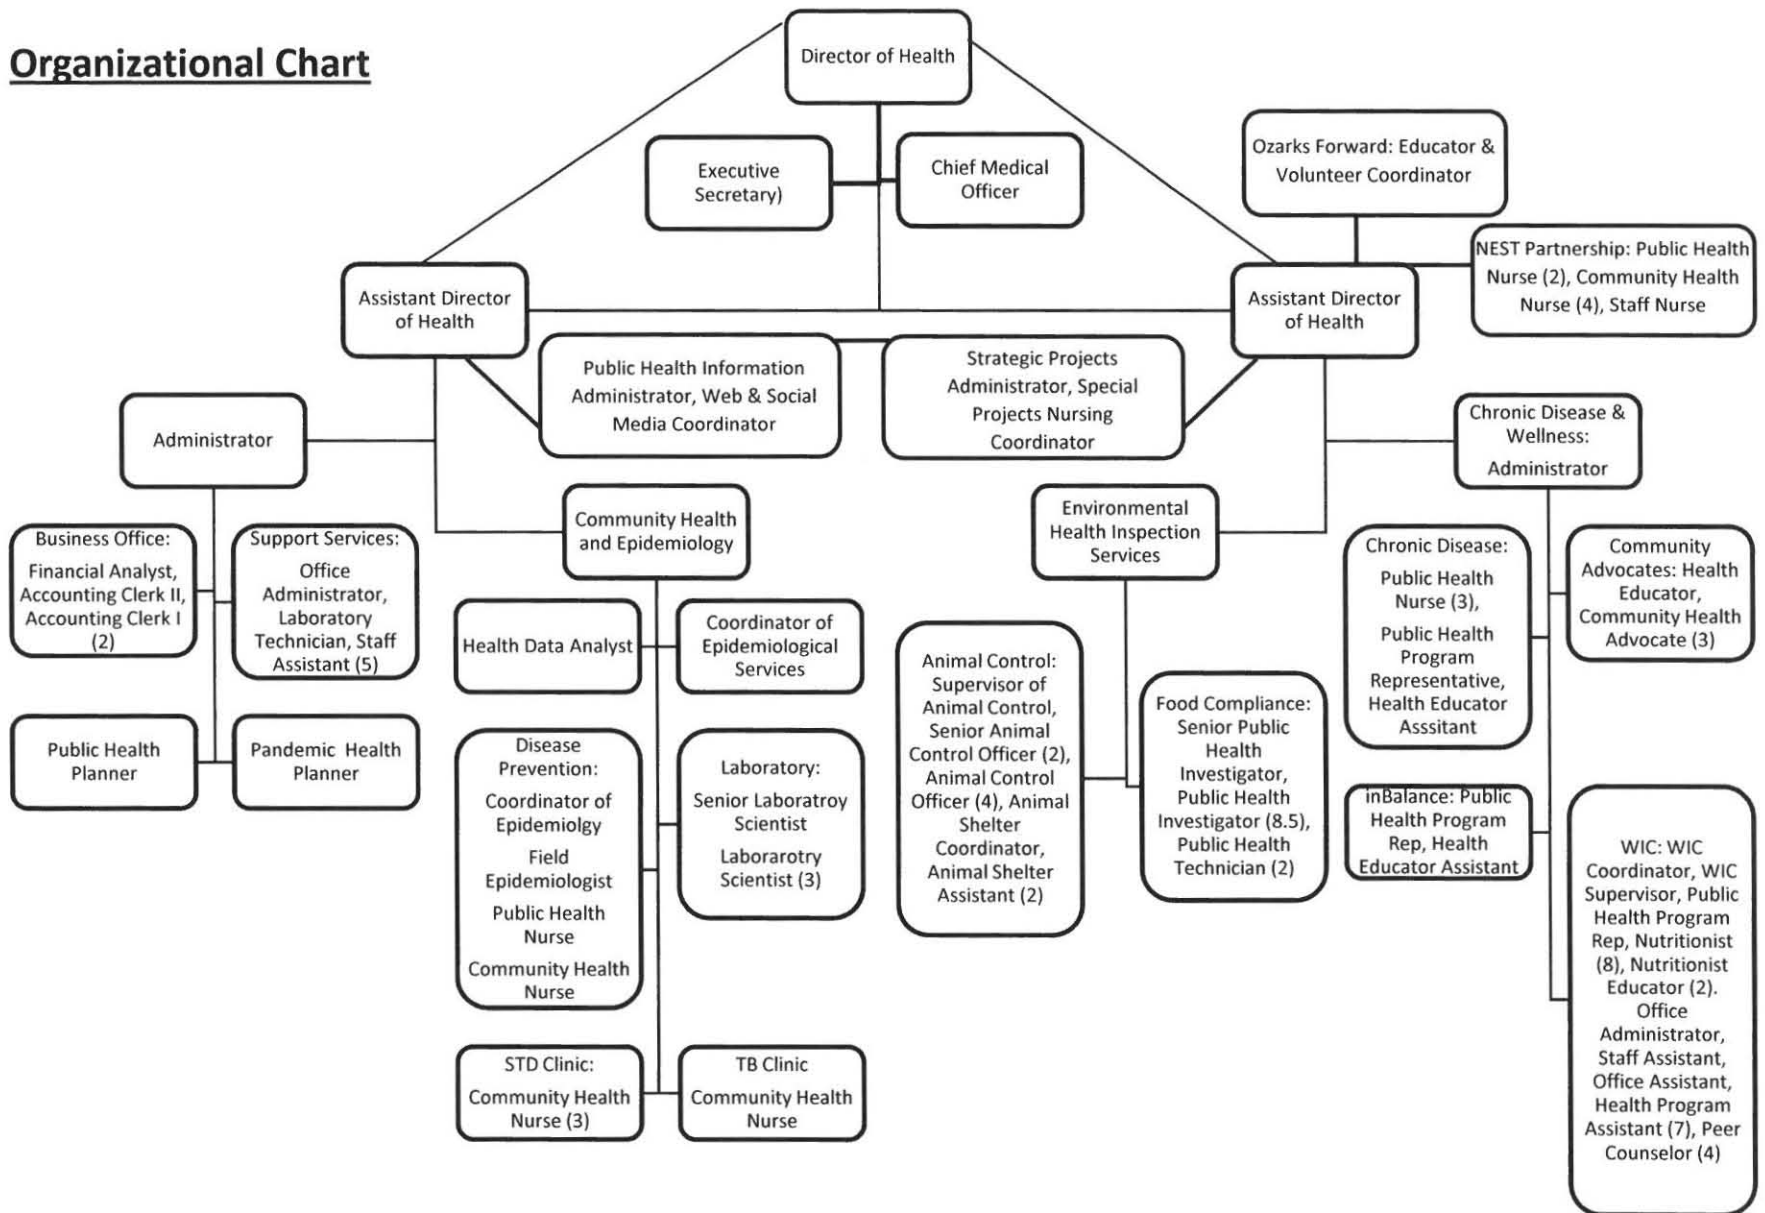 Organizational Chart
Director of Health
Executive
Secretary)
Chief Medical
Officer
Ozarks Forward: Educator &
Volunteer Coordinator
NEST Partnership: Public Health
Nurse (2), Community Health
Nurse (4), Staff Nurse
Assistant Director
of Health
Assistant Director
of Health
Public Health Information
Administrator, Web & Social
Media Coordinator
Strategic Projects
Administrator, Special
Projects Nursing
Coordinator
Administrator
Chronic Disease &
Wellness:
Administrator
Community Health
and Epidemiology
Environmental
Health Inspection
Services
Business Office:
Financial Analyst,
Accounting Clerk II,
Accounting Clerk I
(2)
Support Services:
Office
Administrator,
Laboratory
Technician, Staff
Assistant (5)
Public Health
Planner
Pandemic Health
Planner
Health Data Analyst
Coordinator of
Epidemiological
Services
Disease
Prevention:
Coordinator of
Epidemiolgy
Field
Epidemiologist
Public Health
Nurse
Community Health
Nurse
Laboratory:
Senior Laboratroy
Scientist
Laborarotry
Scientist (3)
STD Clinic:
Community Health
Nurse (3)
TB Clinic
Community Health
Nurse
Animal Control:
Supervisor of
Animal Control,
Senior Animal
Control Officer (2),
Animal Control
Officer (4), Animal
Shelter
Coordinator,
Animal Shelter
Assistant (2)
Food Compliance:
Senior Public
Health
Investigator,
Public Health
Investigator (8.5),
Public Health
Technician (2)
Chronic Disease:
Public Health
Nurse (3),
Public Health
Program
Representative,
Health Educator
Asssitant
Community
Advocates: Health
Educator,
Community Health
Advocate (3)
inBalance: Public
Health Program
Rep, Health
Educator Assistant
WIC: WIC
Coordinator, WIC
Supervisor, Public
Health Program
Rep, Nutritionist
(8), Nutritionist
Educator (2).
Office
Administrator,
Staff Assistant,
Office Assistant,
Health Program
Assistant (7), Peer
Counselor (4)